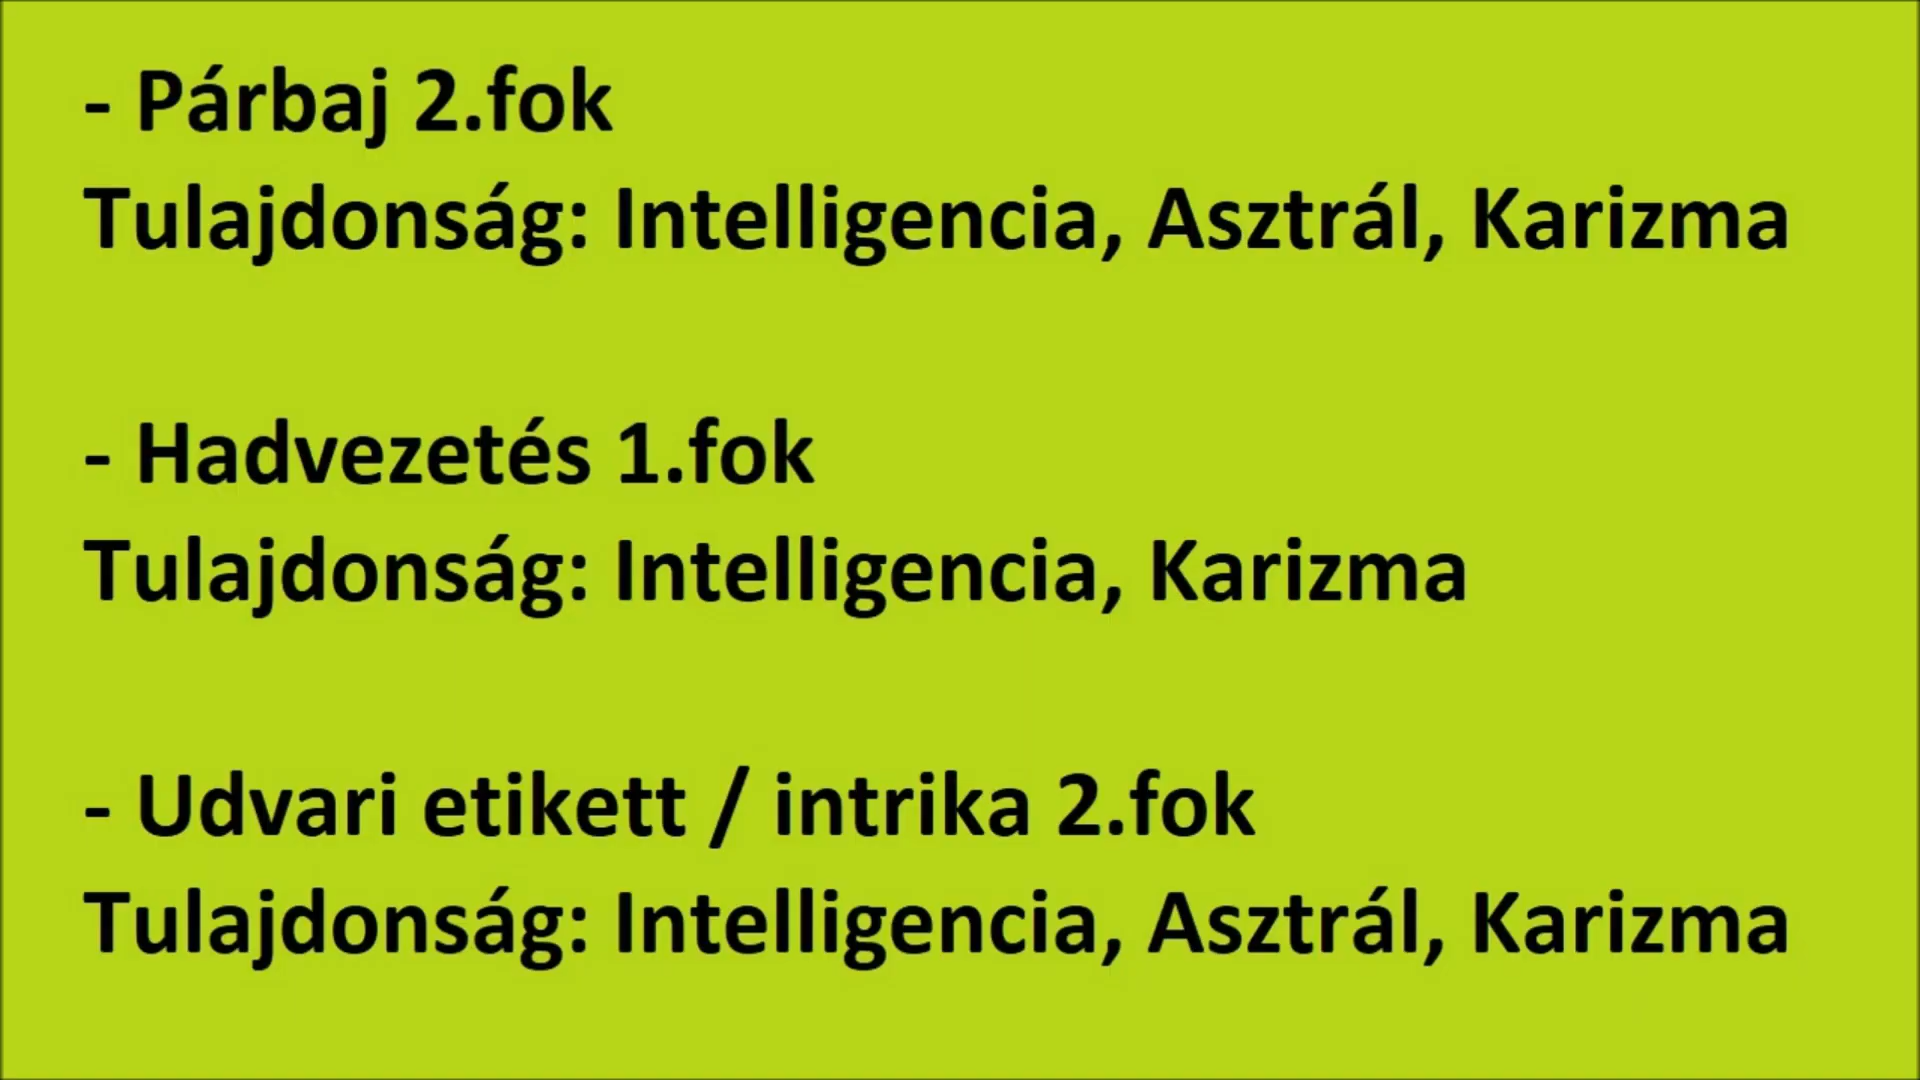 - Párbaj 2.fok
Tulajdonság: Intelligencia, Asztrál, Karizma
- Hadvezetés 1.fok
Tulajdonság: Intelligencia, Karizma
- Udvari etikett / intrika 2.fok
Tulajdonság: Intelligencia, Asztrál, Karizma